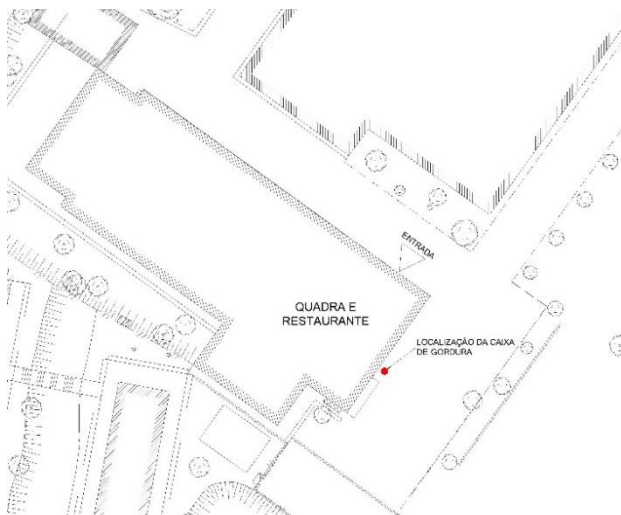 ENTRADA
QUADRA E
RESTAURANTE
LOCALIZAÇÃO DA CAIXA
DE GORDURA